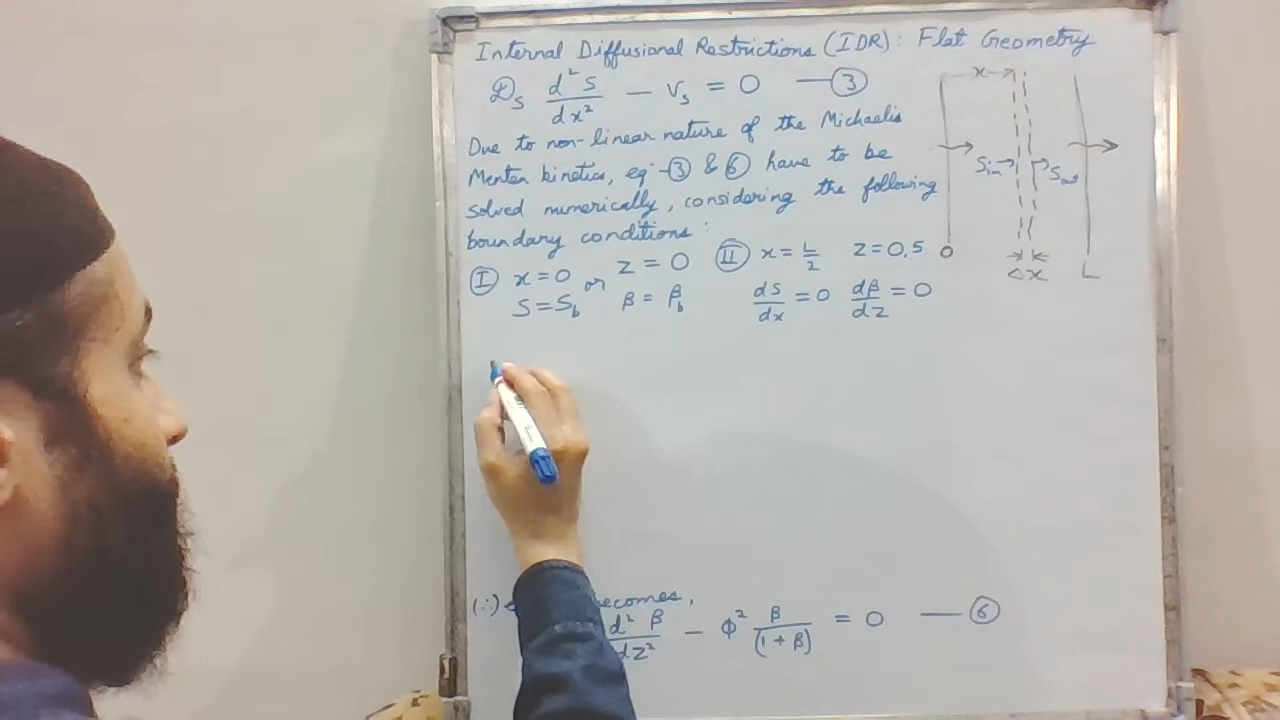 Internal Diffusional Restrictions (IDR): Flat Geometry
𝒟s d²S/dx² – vs = 0 —③
Due to non-linear nature of the Michaelis
Menten kinetics, eqⁿ ③ & ⑥ have to be
solved numerically, considering the following
boundary conditions:
Ⓘ x=0 or z=0
S=Sb β=βb
Ⅱ x=L/2 z=0.5
dS/dx=0 dβ/dz=0
x
Sin Sout
O Δx L
(∴) becomes,
d²β/dz² – Φ² β/(1+β) = 0 —⑥